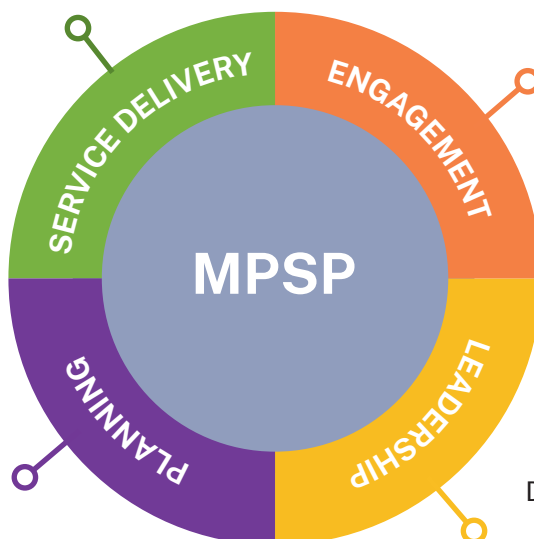 SERVICE DELIVERY
ENGAGEMENT
MPSP
PLANNING
LEADERSHIP
D